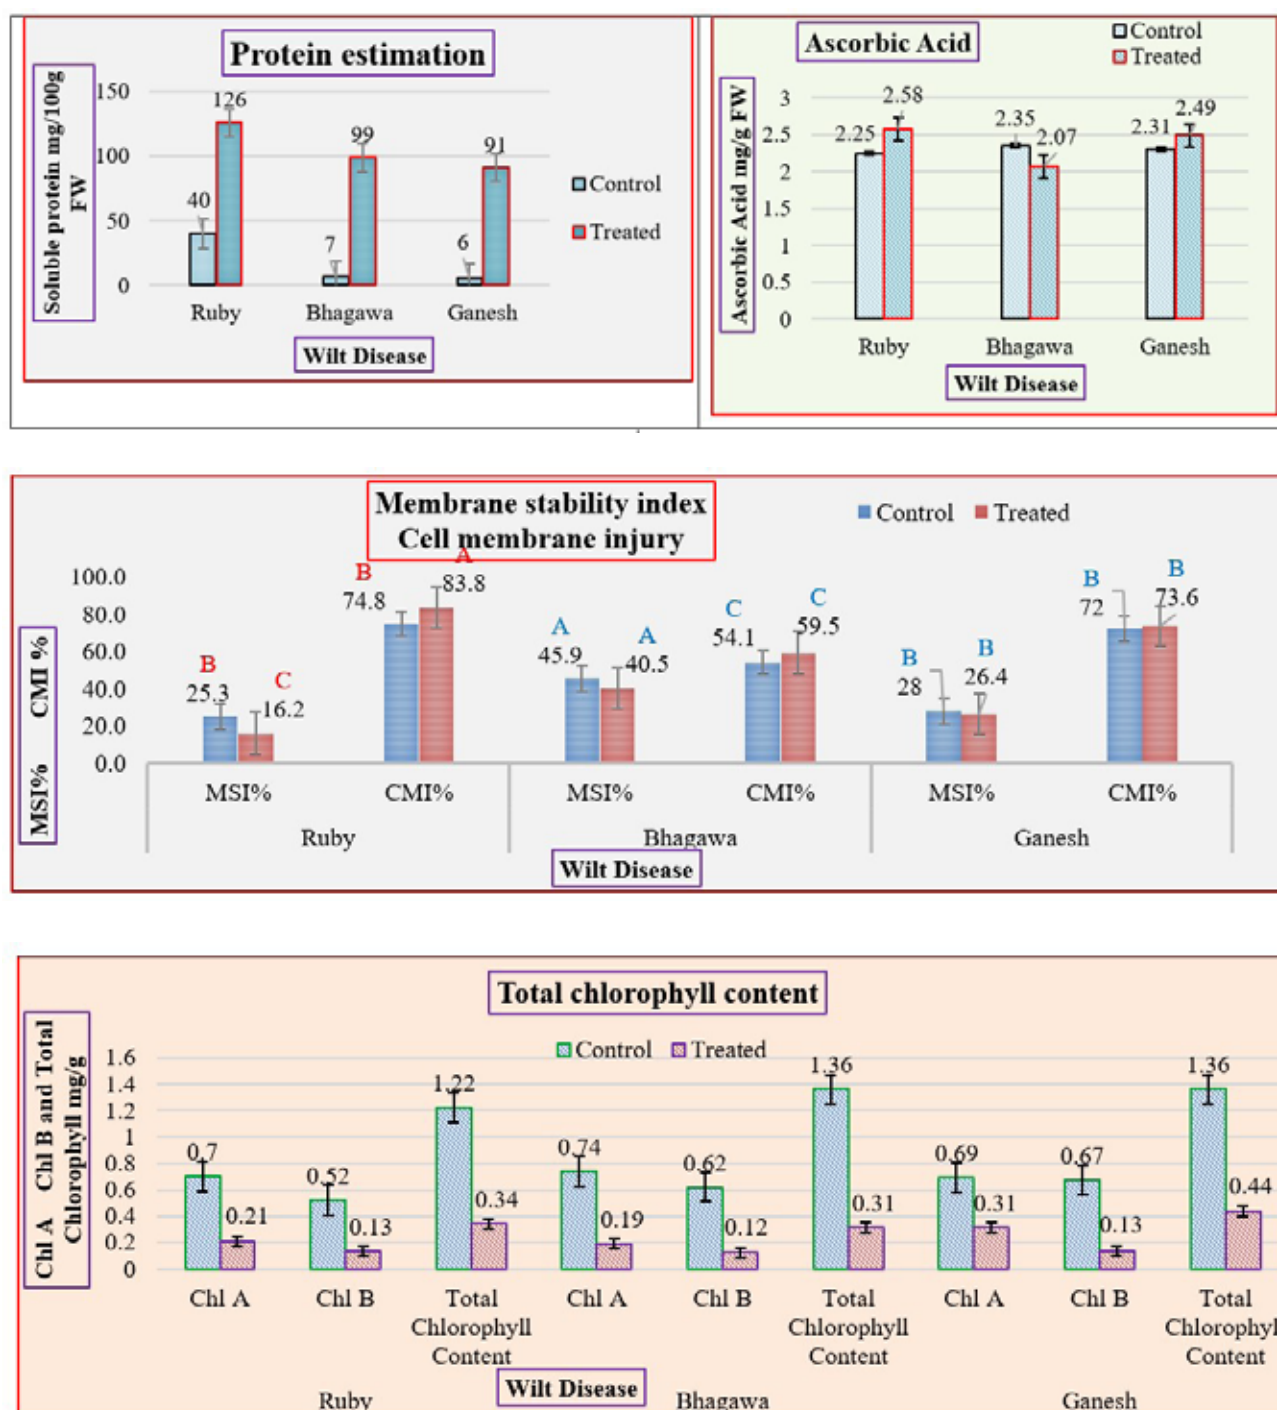 Protein estimation
Soluble protein mg/100g
FW
150
100
50
0
126
40
99
7
91
6
Control
Treated
Ruby
Bhagawa
Ganesh
Wilt Disease
Ascorbic Acid
Control
Treated
Ascorbic Acid mg/g FW
3
2.5
2
1.5
1
0.5
0
2.25
2.58
2.35
2.07
2.31
2.49
Ruby
Bhagawa
Ganesh
Wilt Disease
Membrane stability index
Cell membrane injury
Control
Treated
MSI% CMI %
100.0
80.0
60.0
40.0
20.0
0.0
B
25.3
C
16.2
B
74.8
A
83.8
A
45.9
A
40.5
C
54.1
C
59.5
B
28
B
26.4
B
72
B
73.6
MSI%
CMI%
MSI%
CMI%
MSI%
CMI%
Ruby
Bhagawa
Ganesh
Wilt Disease
Total chlorophyll content
Control
Treated
Chl A Chl B and Total
Chlorophyll mg/g
1.6
1.4
1.2
1
0.8
0.6
0.4
0.2
0
0.7
0.21
0.52
0.13
1.22
0.34
0.74
0.19
0.62
0.12
1.36
0.31
0.69
0.31
0.67
0.13
1.36
0.44
Chl A
Chl B
Total
Chlorophyll
Content
Chl A
Chl B
Total
Chlorophyll
Content
Chl A
Chl B
Total
Chlorophyl
Content
Ruby
Bhagawa
Ganesh
Wilt Disease